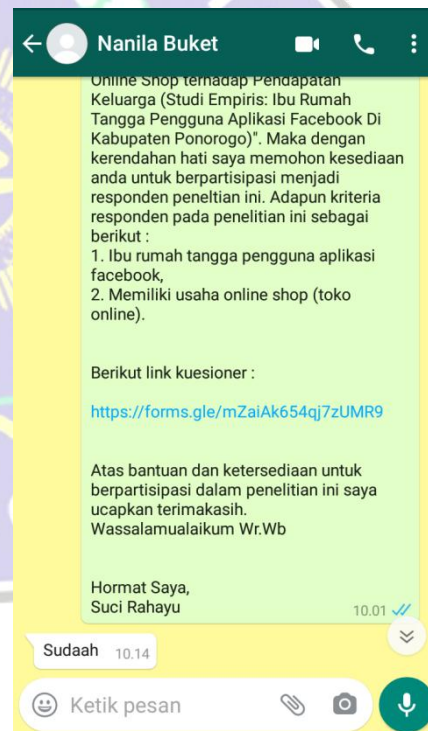 Nanila Buket
Online Shop terhadap Pendapatan
Keluarga (Studi Empiris: Ibu Rumah
Tangga Pengguna Aplikasi Facebook Di
Kabupaten Ponorogo)". Maka dengan
kerendahan hati saya memohon kesediaan
anda untuk berpartisipasi menjadi
responden peneltian ini. Adapun kriteria
responden pada penelitian ini sebagai
berikut :
1. Ibu rumah tangga pengguna aplikasi
facebook,
2. Memiliki usaha online shop (toko
online).
Berikut link kuesioner :
https://forms.gle/mZaiAk654qj7zUMR9
Atas bantuan dan ketersediaan untuk
berpartisipasi dalam penelitian ini saya
ucapkan terimakasih.
Wassalamualaikum Wr.Wb
Hormat Saya,
Suci Rahayu
10.01
Sudaah 10.14
Ketik pesan